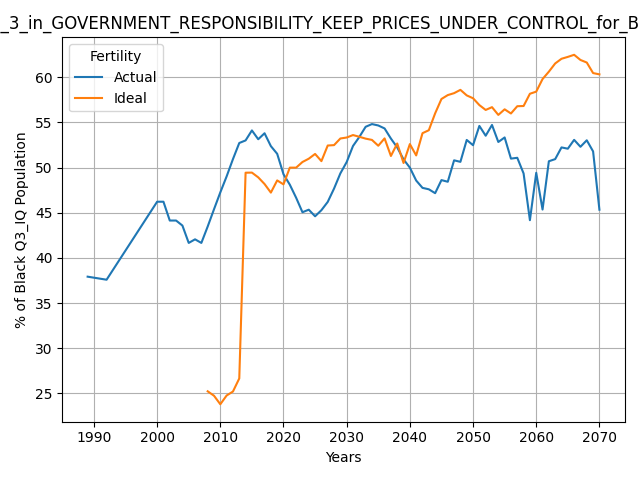 _3_in_GOVERNMENT_RESPONSIBILITY_KEEP_PRICES_UNDER_CONTROL_for_B
Fertility
Actual
Ideal
% of Black Q3_IQ Population
60
55
50
45
40
35
30
25
1990 2000 2010 2020 2030 2040 2050 2060 2070
Years